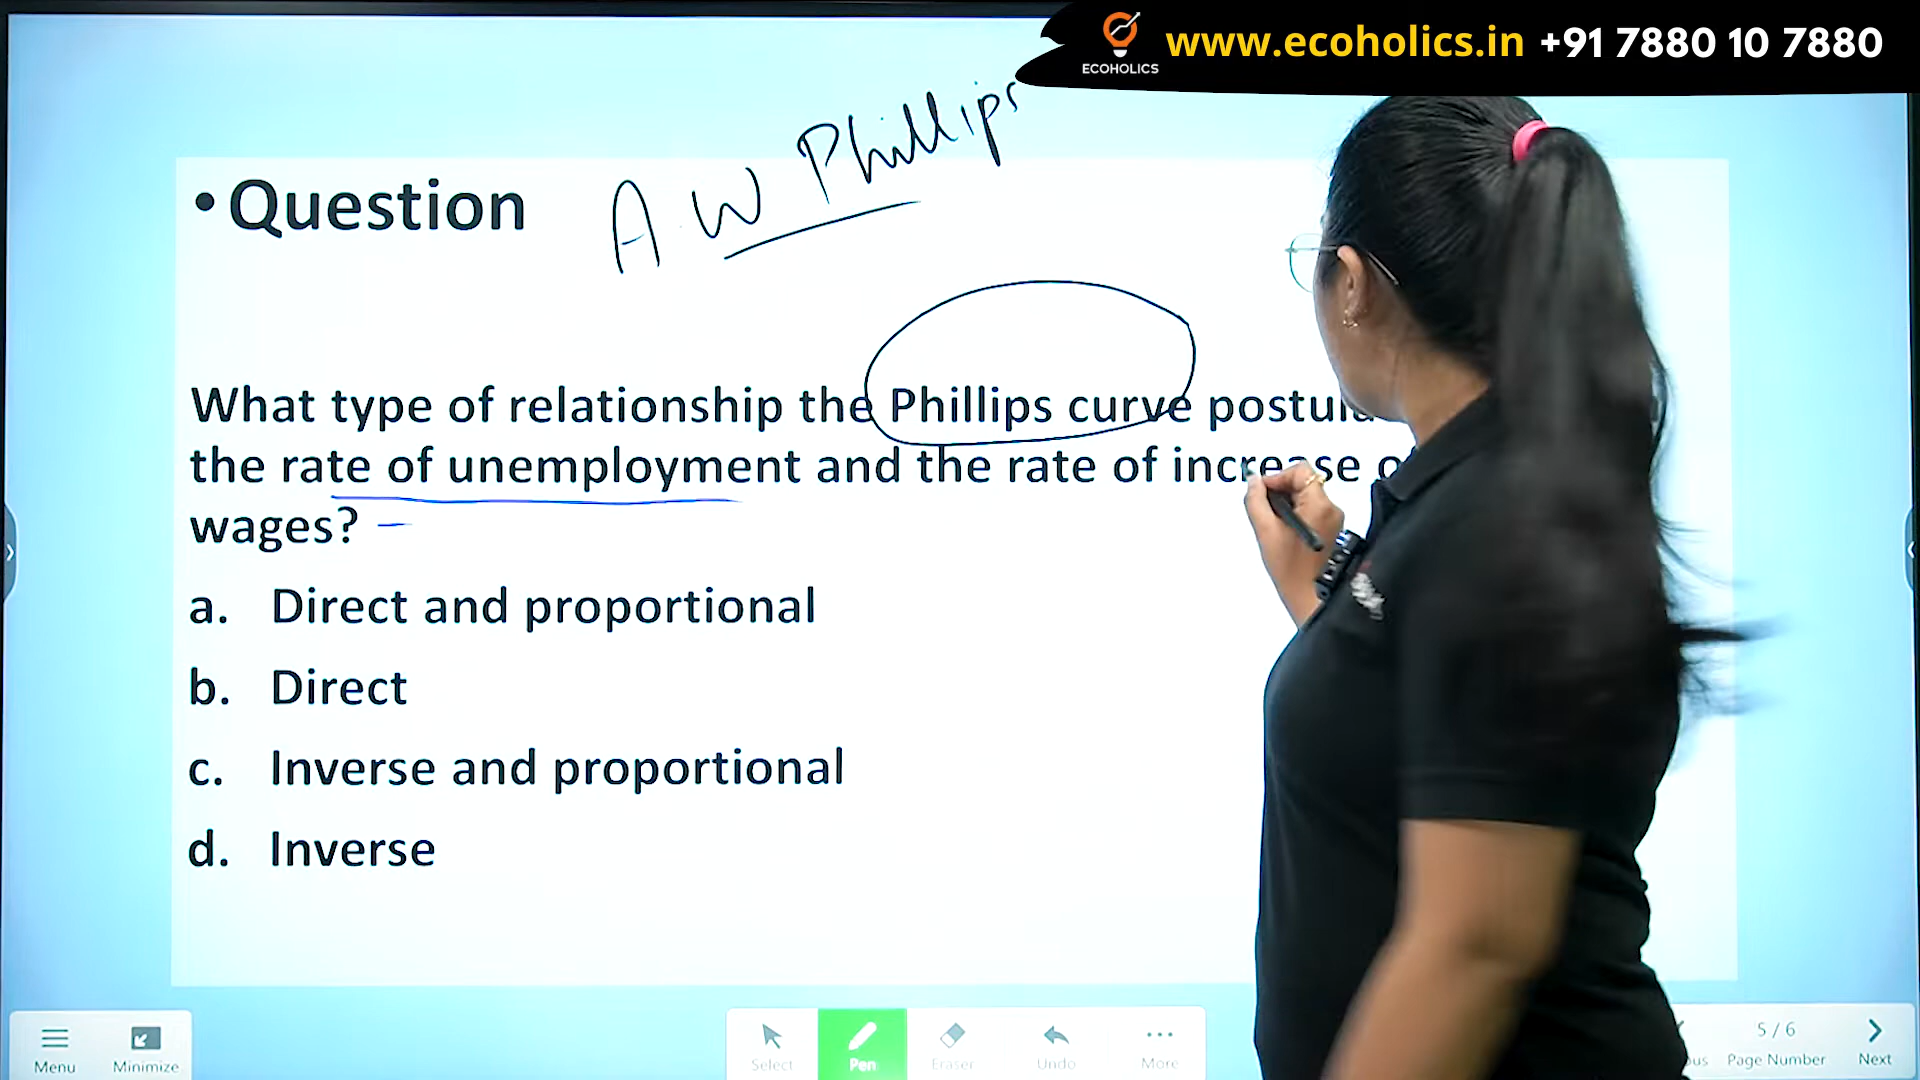 www.ecoholics.in +91 7880 10 7880
ECOHOLICS
A.W Phillips
• Question
What type of relationship the Phillips curve
the rate of unemployment and the rate of increase
wages?
a. Direct and proportional
b. Direct
c. Inverse and proportional
d. Inverse
Menu
Minimize
Select
Pen
Eraser
Undo
More
5 / 6
Page Number
Next